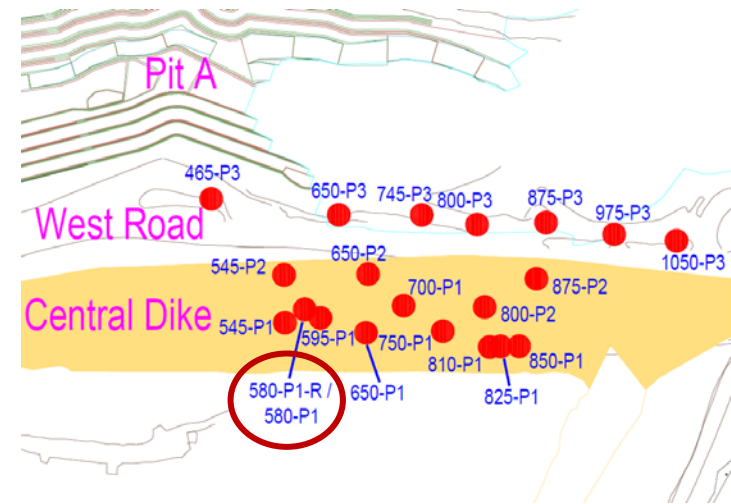 Pit A
465-P3
650-P3
745-P3
800-P3
875-P3
975-P3
1050-P3
West Road
545-P2
650-P2
700-P1
875-P2
800-P2
Central Dike
545-P1
595-P1
750-P1
810-P1
850-P1
580-P1-R /
580-P1
650-P1
825-P1